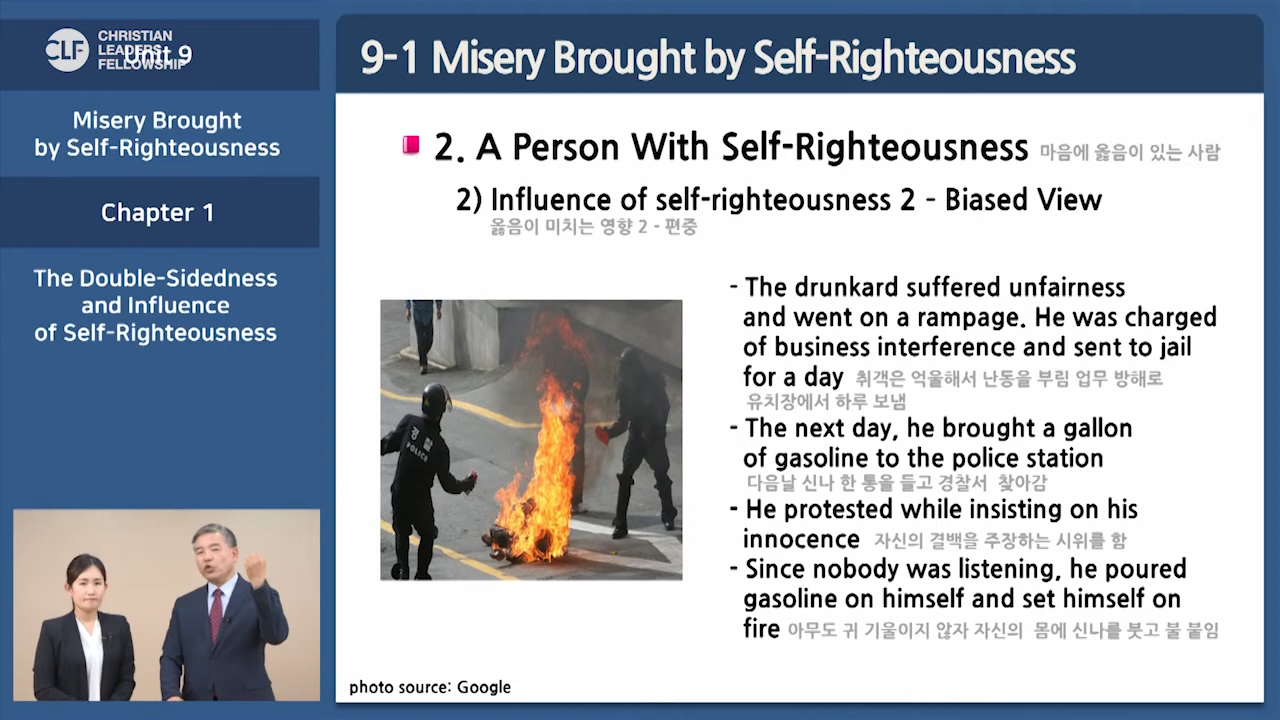 CLF
CHRISTIAN
LEADERS
FELLOWSHIP
Unit 9
Misery Brought
by Self-Righteousness
Chapter 1
The Double-Sidedness
and Influence
of Self-Righteousness
9-1 Misery Brought by Self-Righteousness
2. A Person With Self-Righteousness 마음에 옳음이 있는 사람
2) Influence of self-righteousness 2 - Biased View
옳음이 미치는 영향 2 - 편중
경찰
POLICE
- The drunkard suffered unfairness
and went on a rampage. He was charged
of business interference and sent to jail
for a day 취객은 억울해서 난동을 부림 업무 방해로
유치장에서 하루 보냄
- The next day, he brought a gallon
of gasoline to the police station
다음날 신나 한 통을 들고 경찰서 찾아감
- He protested while insisting on his
innocence 자신의 결백을 주장하는 시위를 함
- Since nobody was listening, he poured
gasoline on himself and set himself on
fire 아무도 귀 기울이지 않자 자신의 몸에 신나를 붓고 불 붙임
photo source: Google